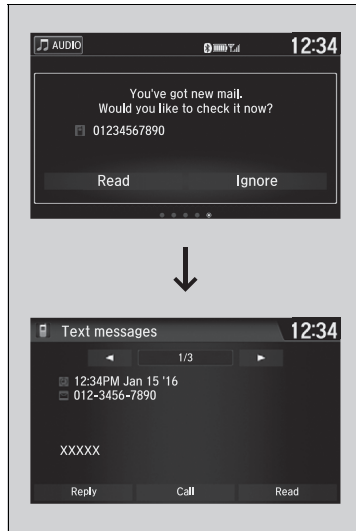 AUDIO
12:34
You've got new mail.
Would you like to check it now?
01234567890
Read Ignore
Text messages 12:34
1/3
12:34PM Jan 15 '16
012-3456-7890
XXXXX
Reply Call Read